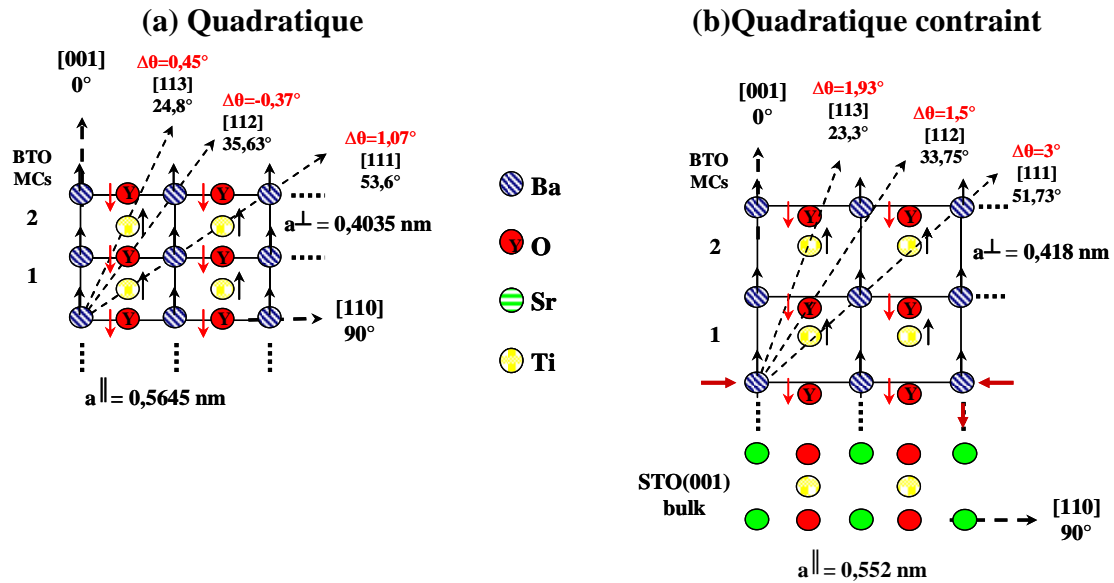 (a) Quadratique
[001]
0°
Δθ=0,45°
[113]
24,8°
Δθ=-0,37°
[112]
35,63°
Δθ=1,07°
[111]
53,6°
BTO
MCs
2
1
Y
Y
Y
Y
Y
Y
a⊥ = 0,4035 nm
[110]
90°
a∥ = 0,5645 nm
Ba
Y O
Sr
Ti
(b)Quadratique contraint
[001]
0°
Δθ=1,93°
[113]
23,3°
Δθ=1,5°
[112]
33,75°
Δθ=3°
[111]
51,73°
BTO
MCs
2
1
Y
Y
Y
Y
Y
Y
a⊥ = 0,418 nm
STO(001)
bulk
[110]
90°
a∥ = 0,552 nm